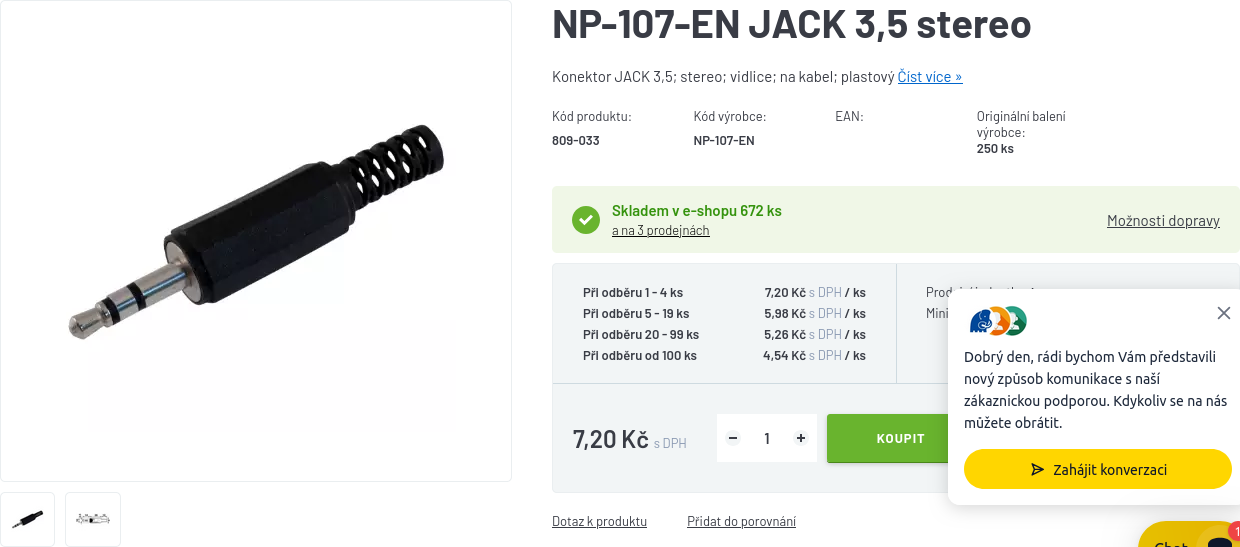 NP-107-EN JACK 3,5 stereo
Konektor JACK 3,5; stereo; vidlice; na kabel; plastový Číst více »
Kód produktu:
809-033
Kód výrobce:
NP-107-EN
EAN:
Originální balení
výrobce:
250 ks
Skladem v e-shopu 672 ks
a na 3 prodejnách
Možnosti dopravy
Při odběru 1 - 4 ks 7,20 Kč s DPH / ks
Při odběru 5 - 19 ks 5,98 Kč s DPH / ks
Při odběru 20 - 99 ks 5,26 Kč s DPH / ks
Při odběru od 100 ks 4,54 Kč s DPH / ks
Mini
7,20 Kč s DPH
− 1 +
KOUPIT
Dobrý den, rádi bychom Vám představili
nový způsob komunikace s naší
zákaznickou podporou. Kdykoliv se na nás
můžete obrátit.
Zahájit konverzaci
Dotaz k produktu
Přidat do porovnání
Chat
1